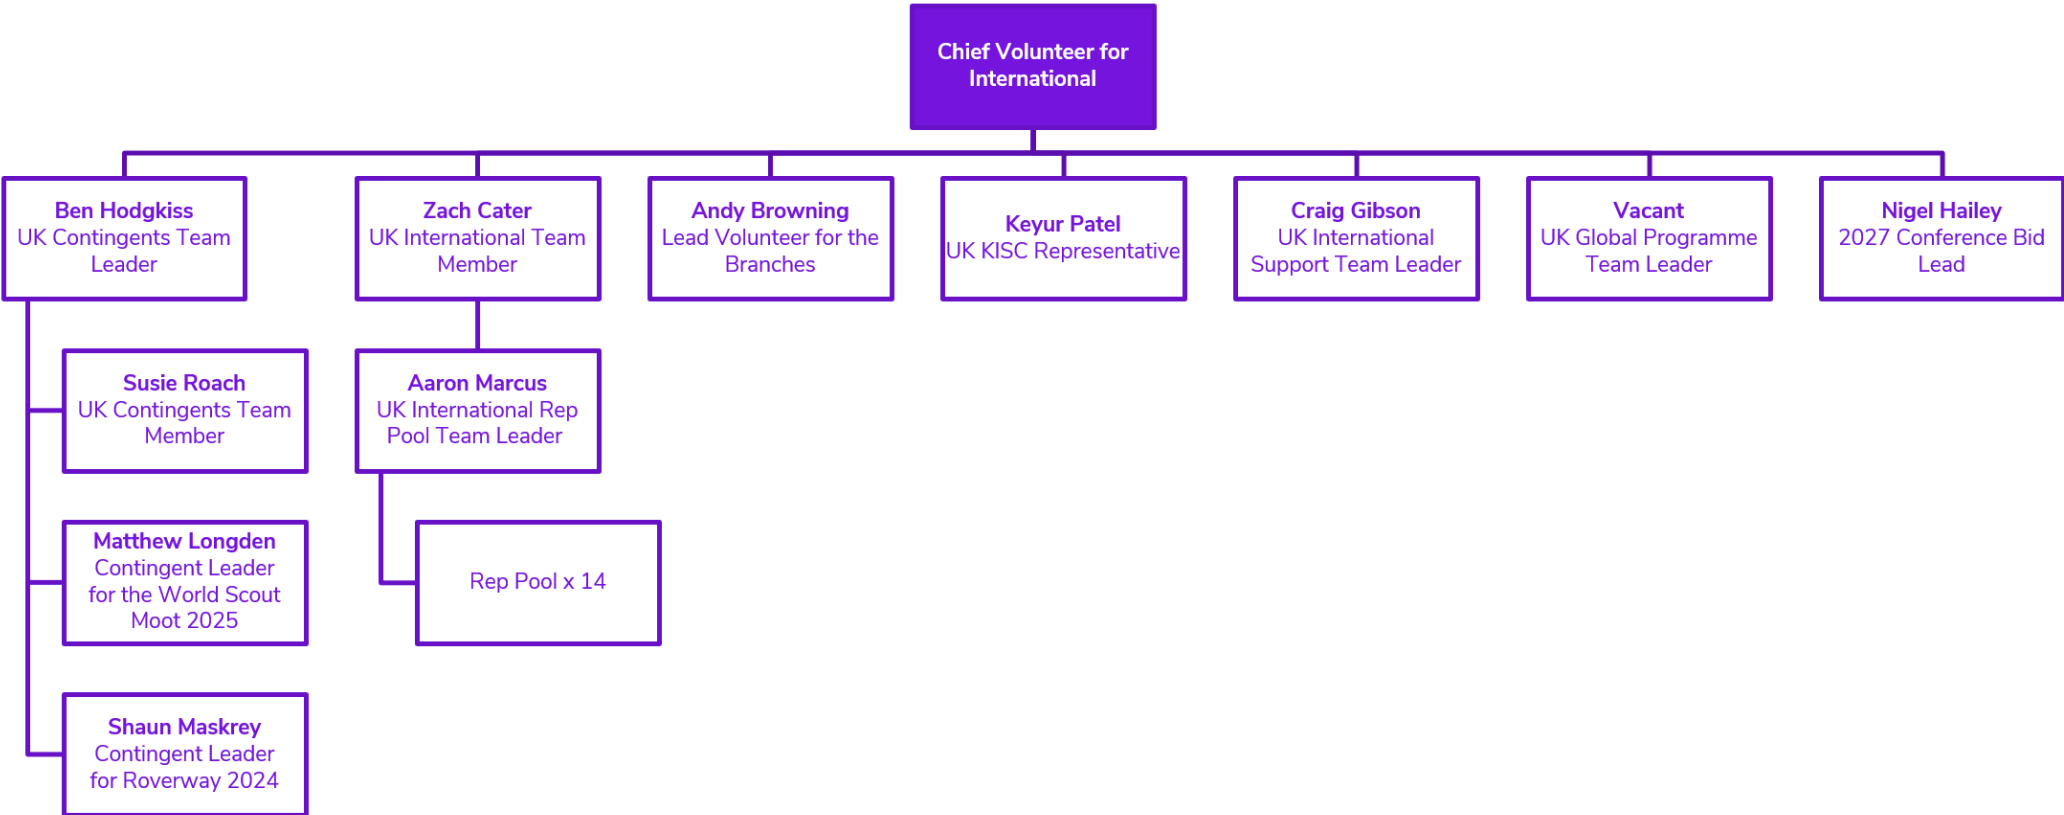 Chief Volunteer for
International
Ben Hodgkiss
UK Contingents Team
Leader
Zach Cater
UK International Team
Member
Andy Browning
Lead Volunteer for the
Branches
Keyur Patel
UK KISC Representative
Craig Gibson
UK International
Support Team Leader
Vacant
UK Global Programme
Team Leader
Nigel Hailey
2027 Conference Bid
Lead
Susie Roach
UK Contingents Team
Member
Aaron Marcus
UK International Rep
Pool Team Leader
Matthew Longden
Contingent Leader
for the World Scout
Moot 2025
Rep Pool x 14
Shaun Maskrey
Contingent Leader
for Roverway 2024